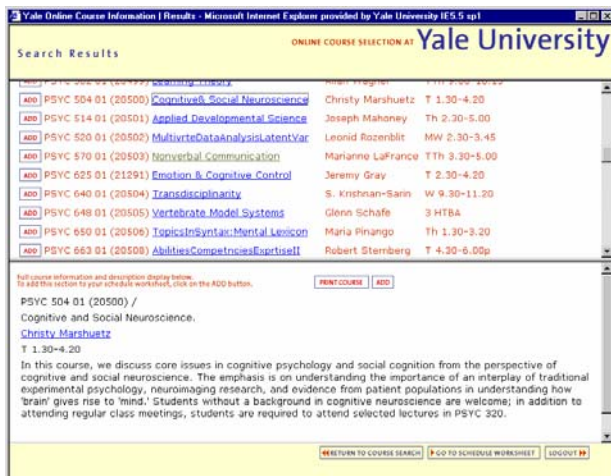 Yale Online Course Information | Results - Microsoft Internet Explorer provided by Yale University IE5.5 sp1
ONLINE COURSE SELECTION AT Yale University
Search Results
ADD PSYC 504 01 (20500) Cognitive& Social Neuroscience Christy Marshuetz T 1.30-4.20
ADD PSYC 514 01 (20501) Applied Developmental Science Joseph Mahoney Th 2.30-5.00
ADD PSYC 520 01 (20502) MultivrteDataAnalysisLatentVar Leonid Rozenblit MW 2.30-3.45
ADD PSYC 570 01 (20503) Nonverbal Communication Marianne LaFrance TTh 3.30-5.00
ADD PSYC 625 01 (21291) Emotion & Cognitive Control Jeremy Gray T 2.30-4.20
ADD PSYC 640 01 (20504) Transdisciplinarity S. Krishnan-Sarin W 9.30-11.20
ADD PSYC 648 01 (20505) Vertebrate Model Systems Glenn Schafe 3 HTBA
ADD PSYC 650 01 (20506) TopicsInSyntax:Mental Lexicon Maria Pinango Th 1.30-3.20
ADD PSYC 663 01 (20508) AbilitiesCompetnciesExprtiseII Robert Sternberg T 4.30-6.00p
Full course information and description display below.
To add this section to your schedule worksheet, click on the ADD button.
PRINT COURSE ADD
PSYC 504 01 (20500) /
Cognitive and Social Neuroscience.
Christy Marshuetz
T 1.30-4.20
In this course, we discuss core issues in cognitive psychology and social cognition from the perspective of
cognitive and social neuroscience. The emphasis is on understanding the importance of an interplay of traditional
experimental psychology, neuroimaging research, and evidence from patient populations in understanding how
'brain' gives rise to 'mind.' Students without a background in cognitive neuroscience are welcome; in addition to
attending regular class meetings, students are required to attend selected lectures in PSYC 320.
RETURN TO COURSE SEARCH GO TO SCHEDULE WORKSHEET LOGOUT